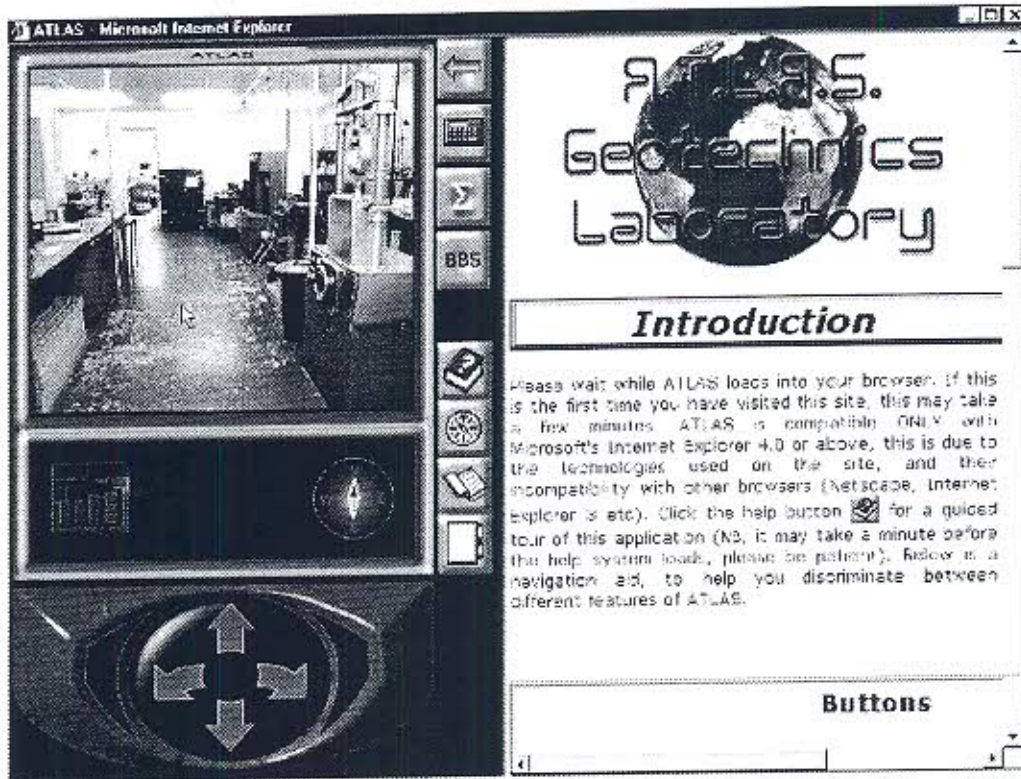 ATLAS - Microsoft Internet Explorer
ATLAS
BBS
A.T.L.A.S.
Geotechnics
Laboratory
Introduction
Please wait while ATLAS loads into your browser. If this
is the first time you have visited this site, this may take
a few minutes. ATLAS is compatible ONLY with
Microsoft's Internet Explorer 4.0 or above, this is due to
the technologies used on the site, and their
incompatibility with other browsers (Netscape, Internet
Explorer 3 etc). Click the help button for a guided
tour of this application (NB, it may take a minute before
the help system loads, please be patient). Below is a
navigation aid, to help you discriminate between
different features of ATLAS.
Buttons